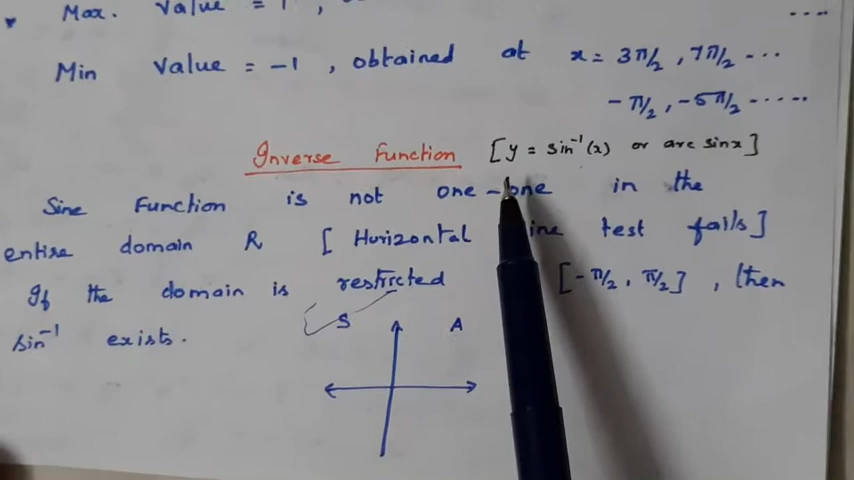 Max. Value = 1,
....
Min Value = -1, obtained at x = 3π/2, 7π/2 ...
-π/2, -5π/2 .....
Inverse Function [y = sin⁻¹(x) or arc sinx]
Sine Function is not one-one in the
entire domain R [Horizontal test fails]
If the domain is restricted [-π/2, π/2], then
sin⁻¹ exists.
S A